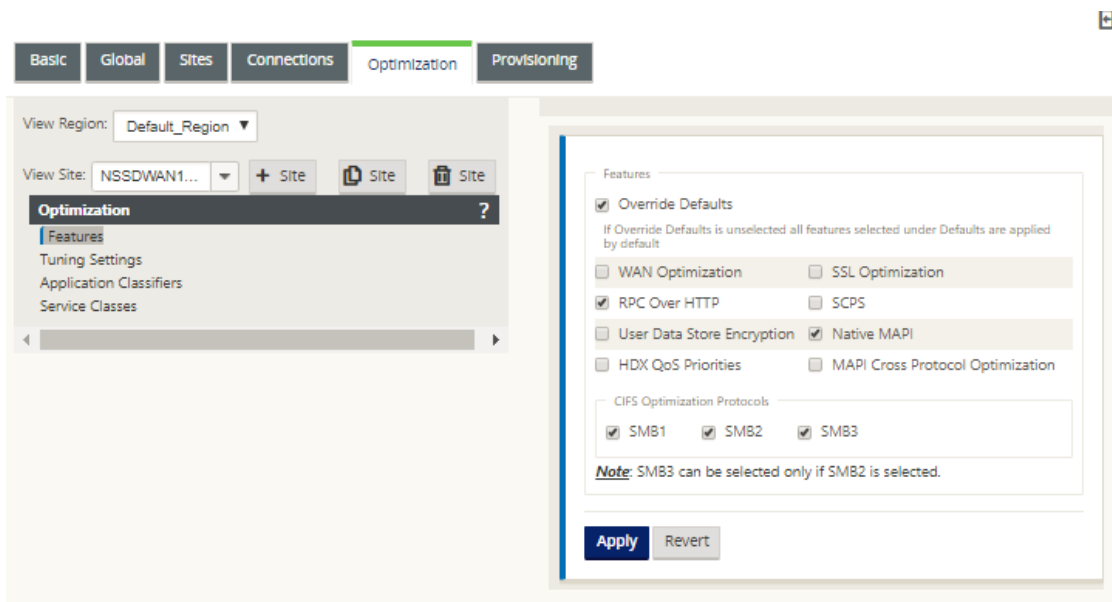 Basic Global Sites Connections Optimization Provisioning
View Region: Default_Region
View Site: NSSDWAN1... + Site Site Site
Optimization ?
Features
Tuning Settings
Application Classifiers
Service Classes
Features
Override Defaults
If Override Defaults is unselected all features selected under Defaults are applied
by default
WAN Optimization SSL Optimization
RPC Over HTTP SCPS
User Data Store Encryption Native MAPI
HDX QoS Priorities MAPI Cross Protocol Optimization
CIFS Optimization Protocols
SMB1 SMB2 SMB3
Note: SMB3 can be selected only if SMB2 is selected.
Apply Revert